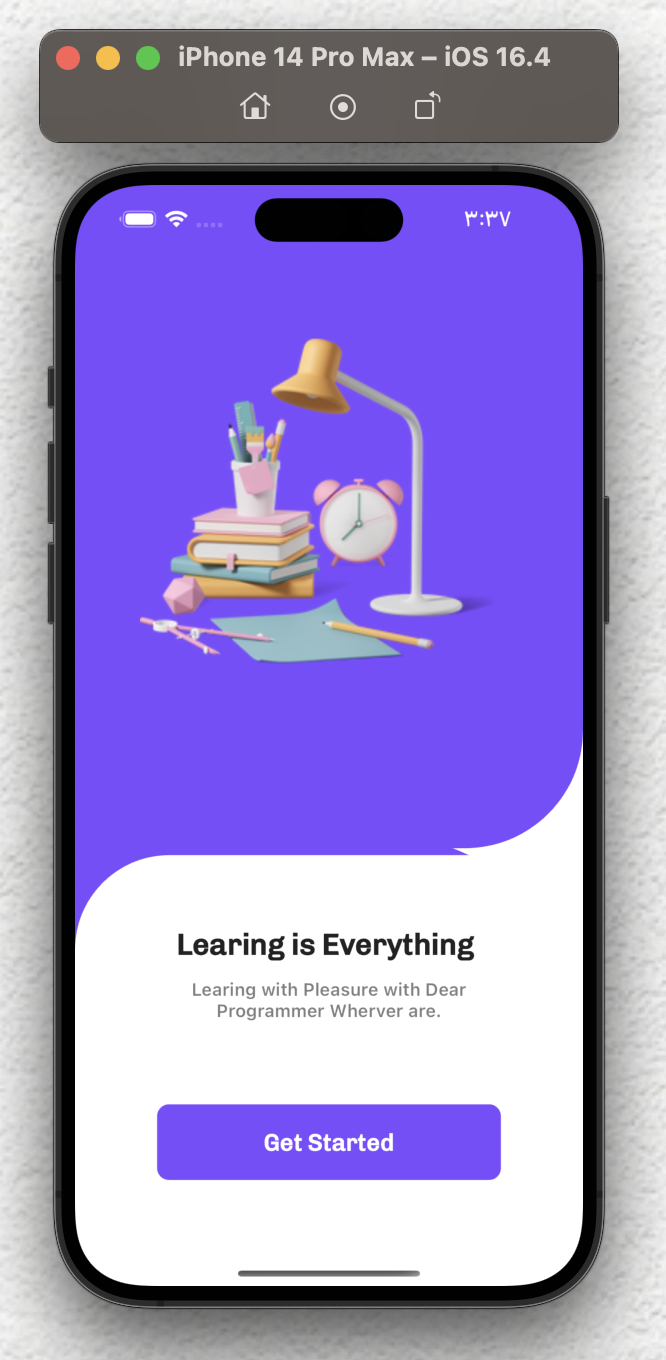 iPhone 14 Pro Max – iOS 16.4
۳:۳۷
Learing is Everything
Learing with Pleasure with Dear
Programmer Wherver are.
Get Started